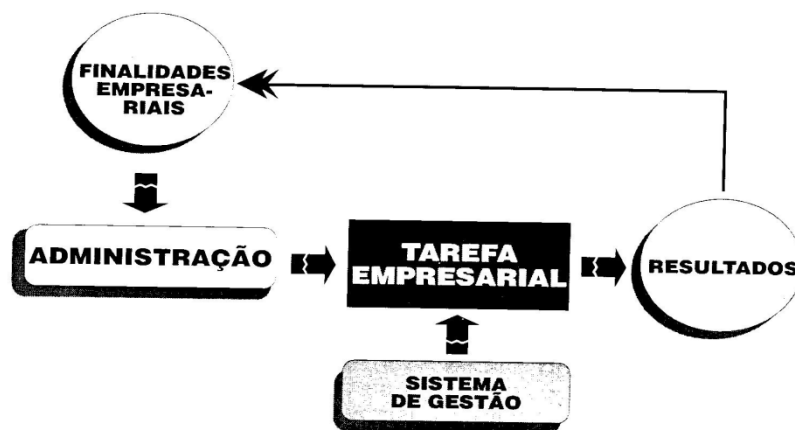 FINALIDADES
EMPRESA-
RIAIS
ADMINISTRAÇÃO
TAREFA
EMPRESARIAL
RESULTADOS
SISTEMA
DE GESTÃO